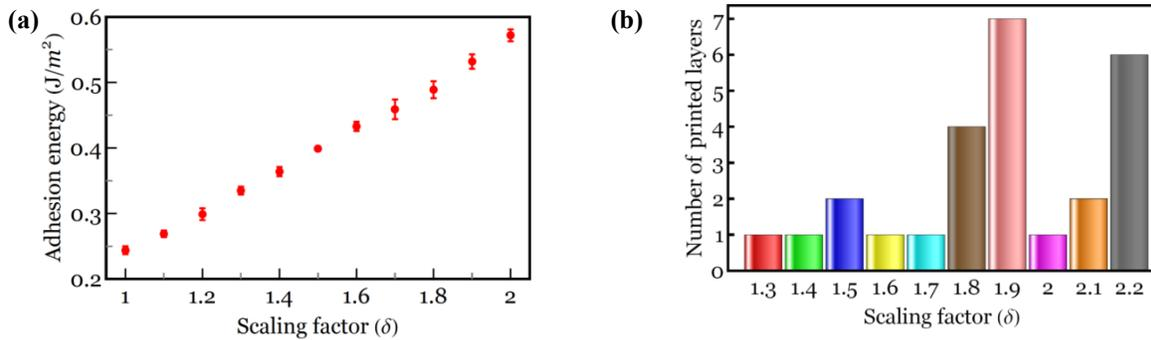 (a)
Adhesion energy (J/m²)
0.6
0.5
0.4
0.3
0.2
1 1.2 1.4 1.6 1.8 2
Scaling factor (δ)
(b)
Number of printed layers
7
6
5
4
3
2
1
0
1.3 1.4 1.5 1.6 1.7 1.8 1.9 2 2.1 2.2
Scaling factor (δ)